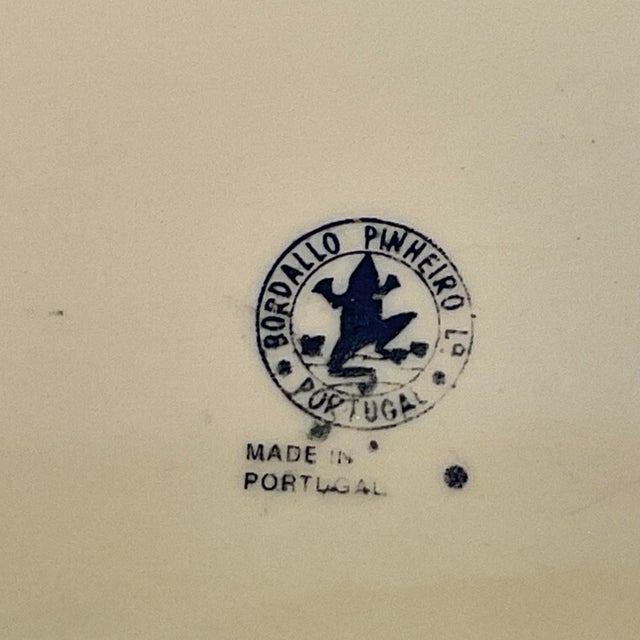 BORDALLO PINHEIRO Lª
PORTUGAL
MADE IN
PORTUGAL